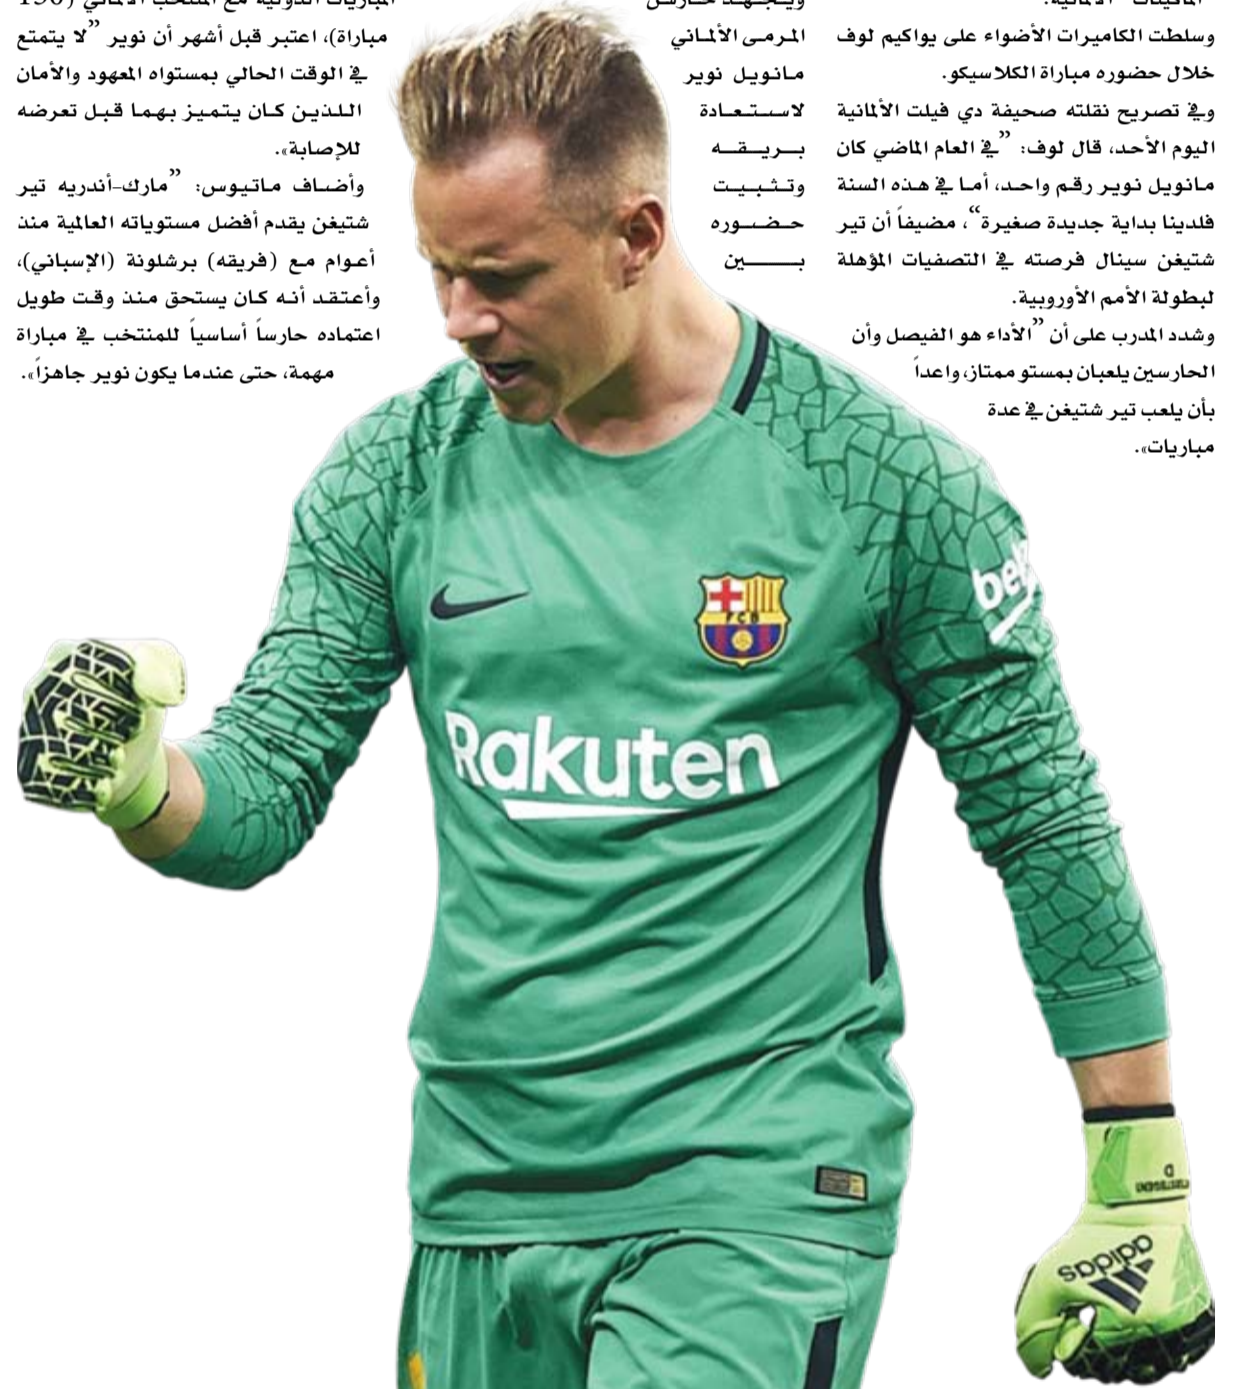 وسلطت الكاميرات الأضواء على يواكيم لوف
خلال حضوره مباراة الكلاسيكو.
وفي تصريح نقلته صحيفة دي فيلت الألمانية
اليوم الأحد، قال لوف: ”في العام الماضي كان
مانويل نوير رقم واحد، أما في هذه السنة
فلدينا بداية جديدة صغيرة“، مضيفاً أن تير
شتيغن سينال فرصته في التصفيات المؤهلة
لبطولة الأمم الأوروبية.
وشدد المدرب على أن ”الأداء هو الفيصل وأن
الحارسين يلعبان بمستو ممتاز، واعداً
بأن يلعب تير شتيغن في عدة
مباريات».
المرمى الألماني
مانويل نوير
لاستعادة
بريقه
وتثبيت
حضوره
بين
مباراة)، اعتبر قبل أشهر أن نوير ”لا يتمتع
في الوقت الحالي بمستواه المعهود والأمان
اللذين كان يتميز بهما قبل تعرضه
للإصابة».
وأضاف ماتيوس: ”مارك-أندريه تير
شتيغن يقدم أفضل مستوياته العالمية منذ
أعوام مع (فريقه) برشلونة (الإسباني)،
وأعتقد أنه كان يستحق منذ وقت طويل
اعتماده حارساً أساسياً للمنتخب في مباراة
مهمة، حتى عندما يكون نوير جاهزاً».
FCB
beko
Rakuten
adidas